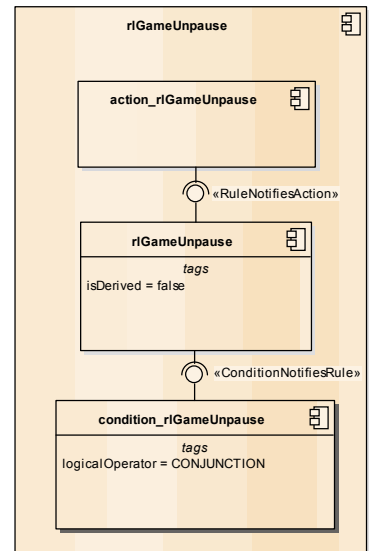 rlGameUnpause
action_rlGameUnpause
«RuleNotifiesAction»
rlGameUnpause
tags
isDerived = false
«ConditionNotifiesRule»
condition_rlGameUnpause
tags
logicalOperator = CONJUNCTION